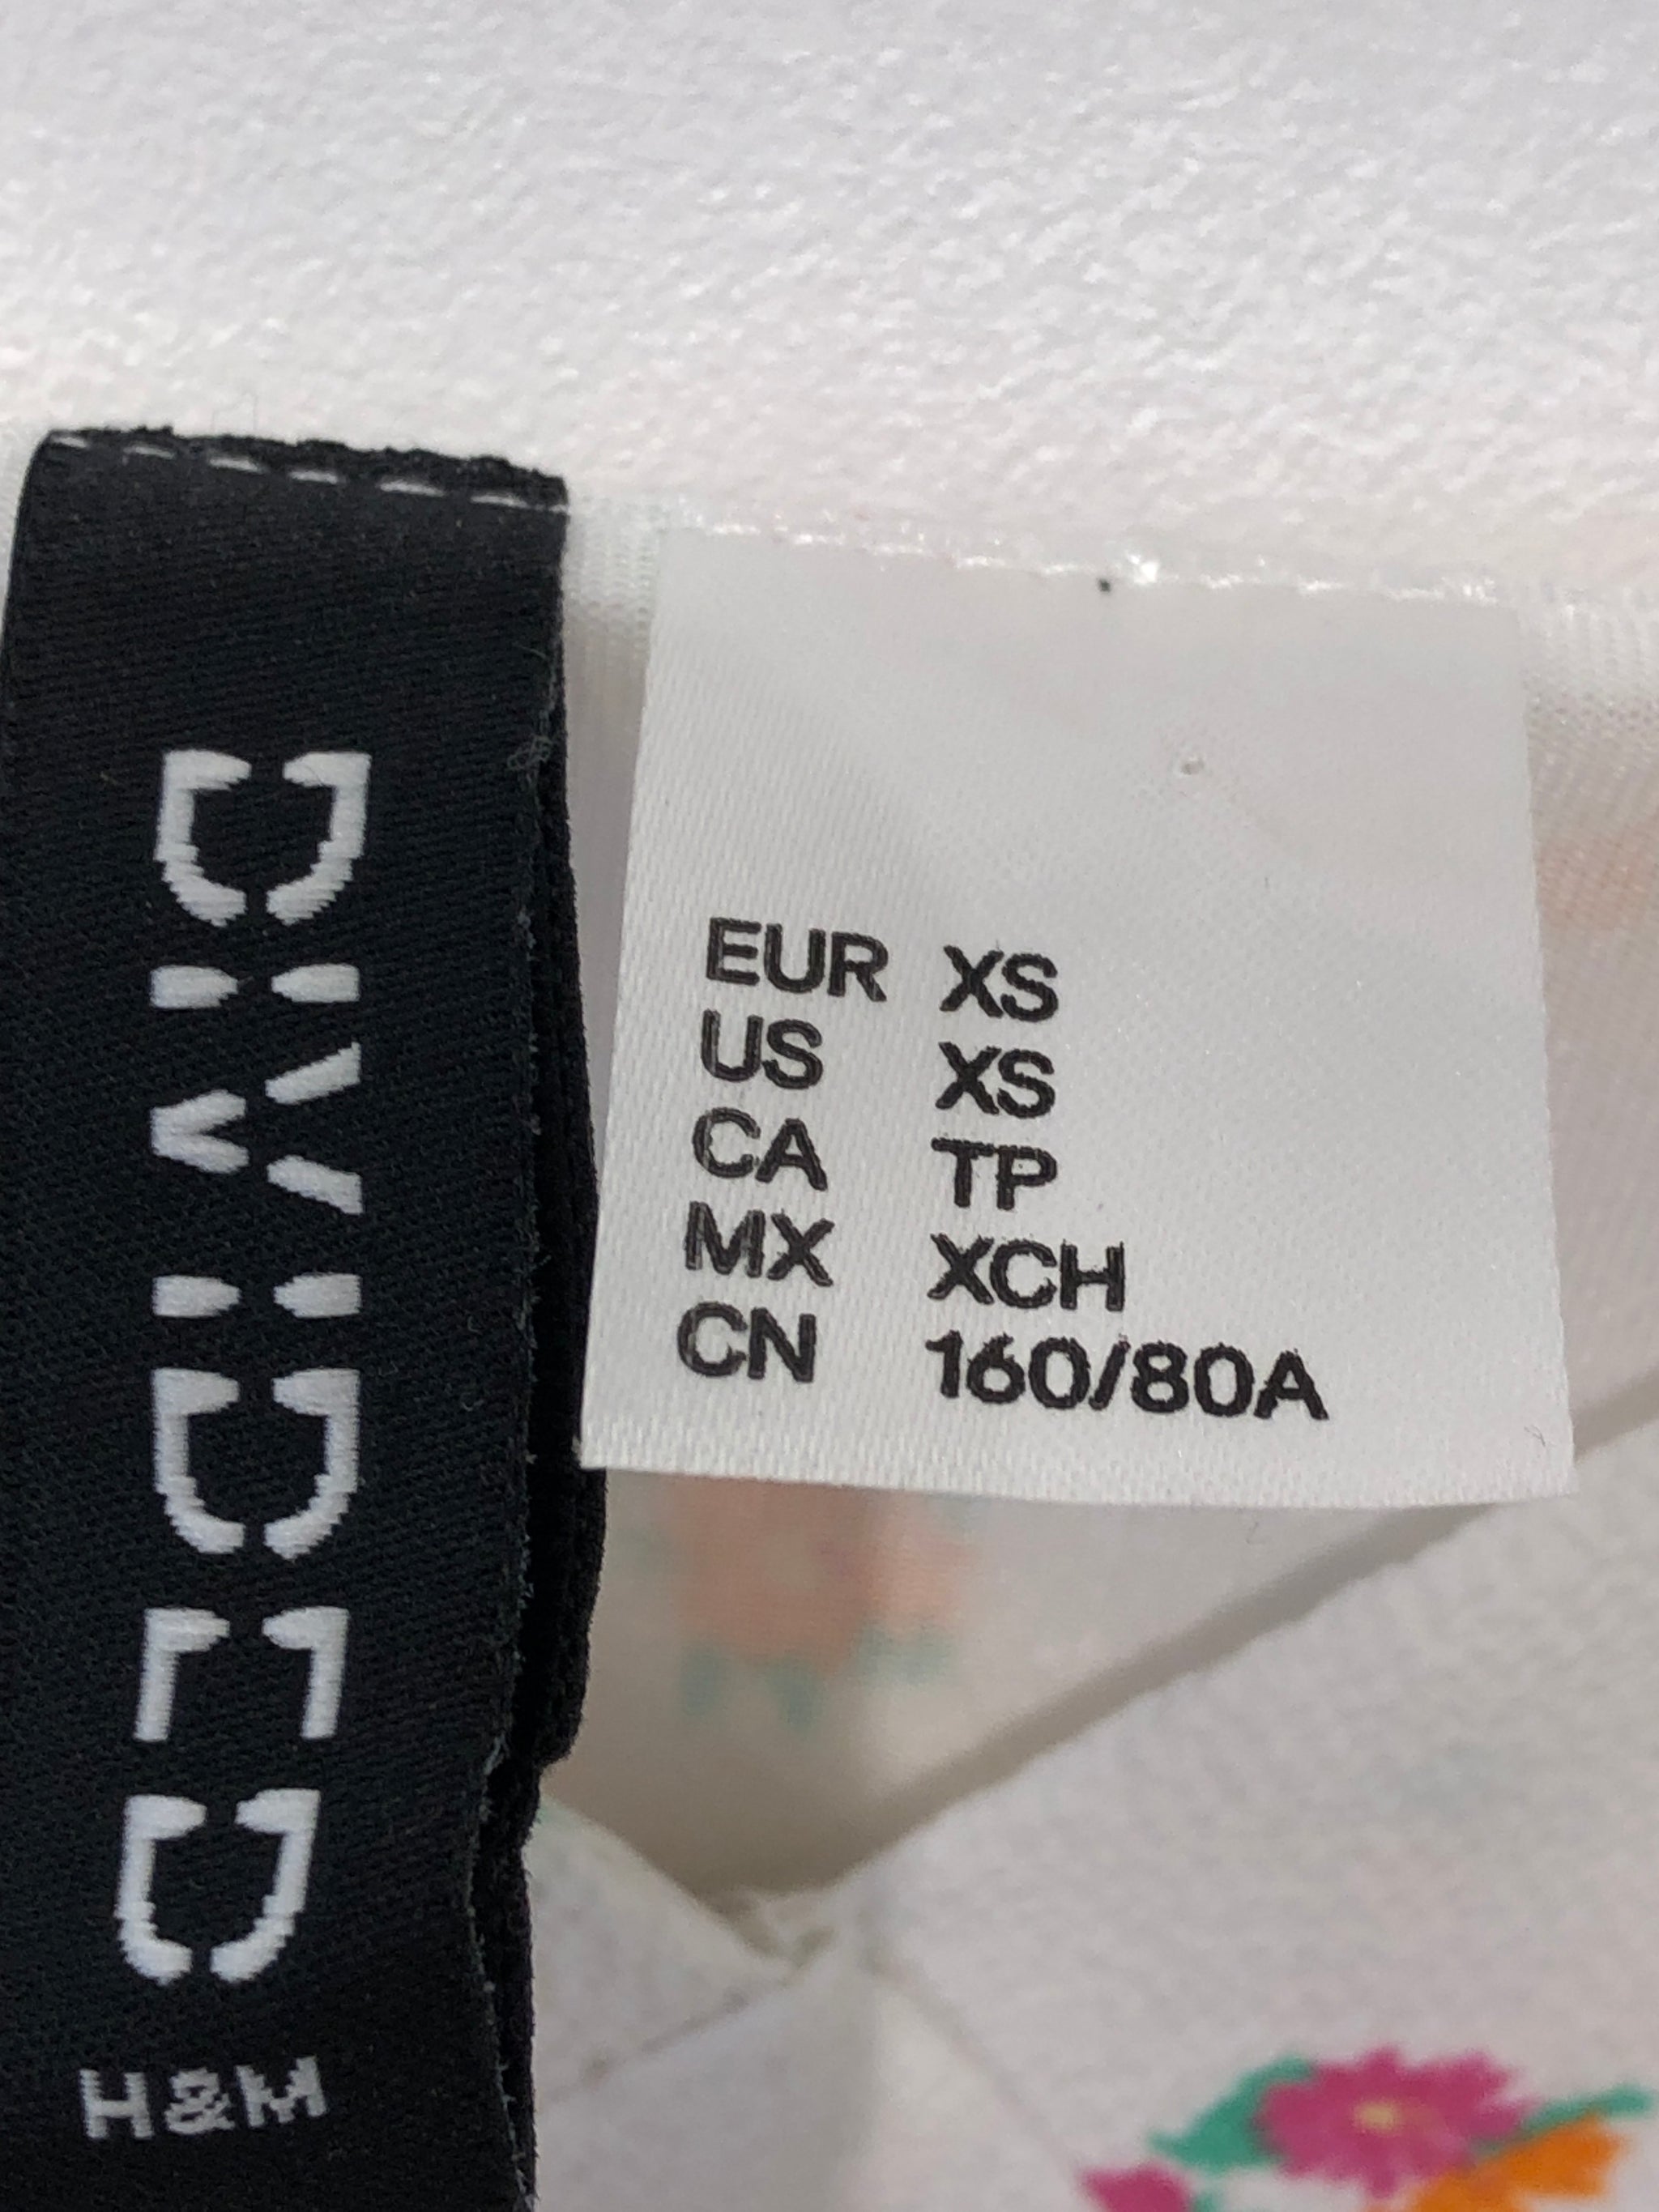 DIVIDED
H&M
EUR XS
US XS
CA TP
MX XCH
CN 160/80A